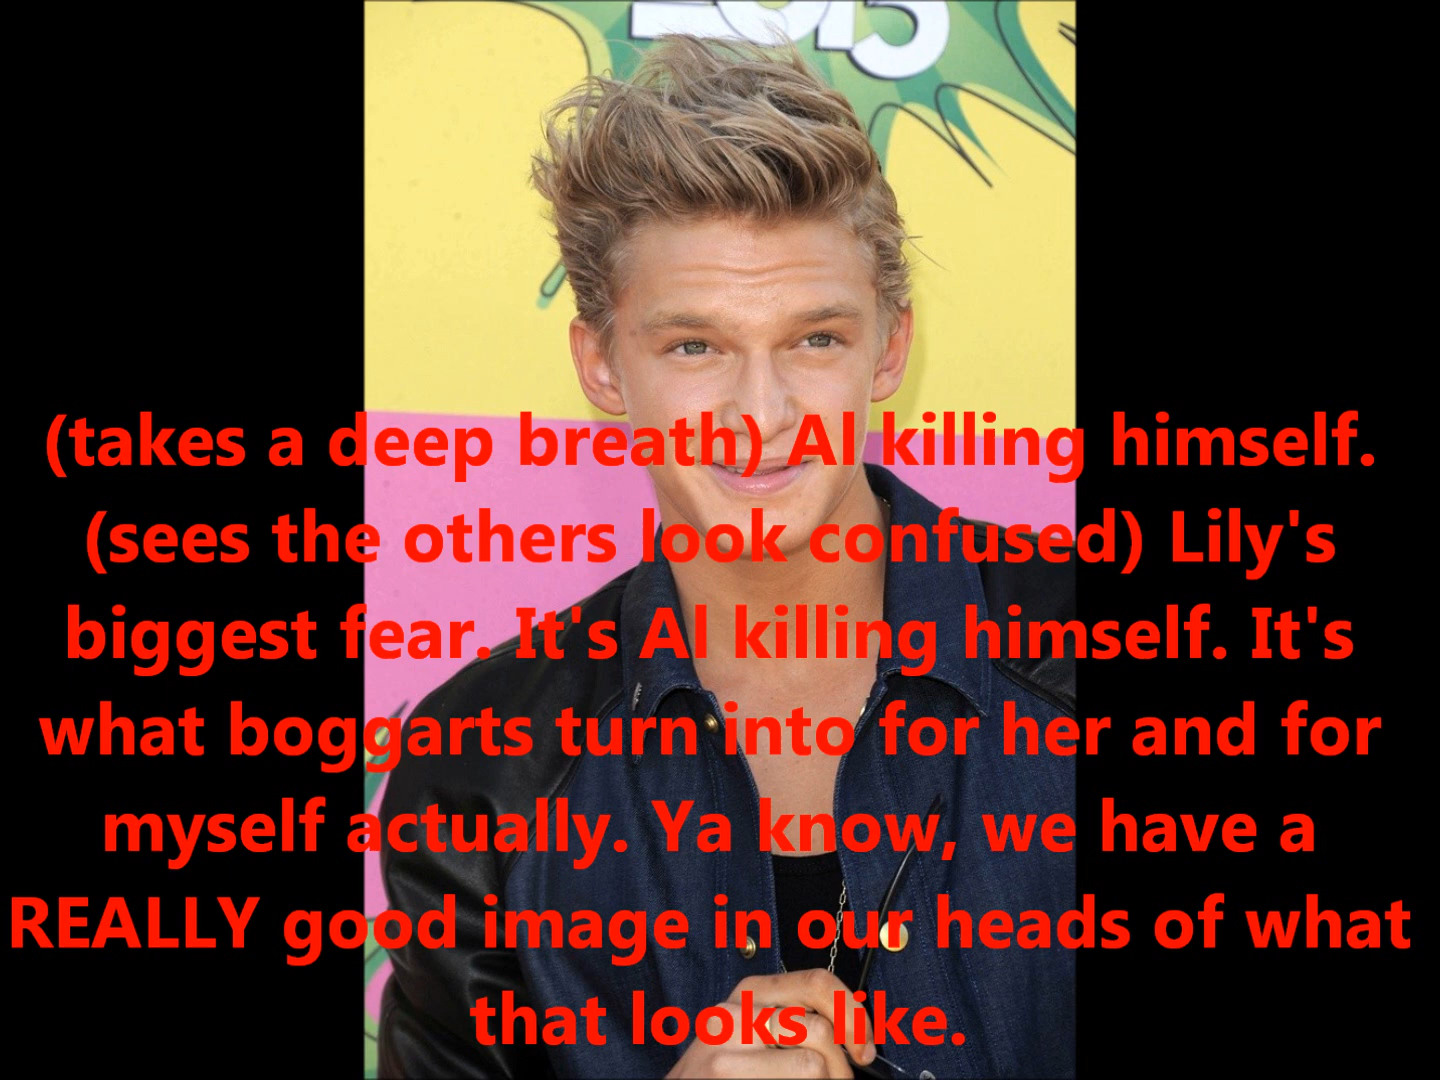 2013
(takes a deep breath) Al killing himself.
(sees the others look confused) Lily's
biggest fear. It's Al killing himself. It's
what boggarts turn into for her and for
myself actually. Ya know, we have a
REALLY good image in our heads of what
that looks like.